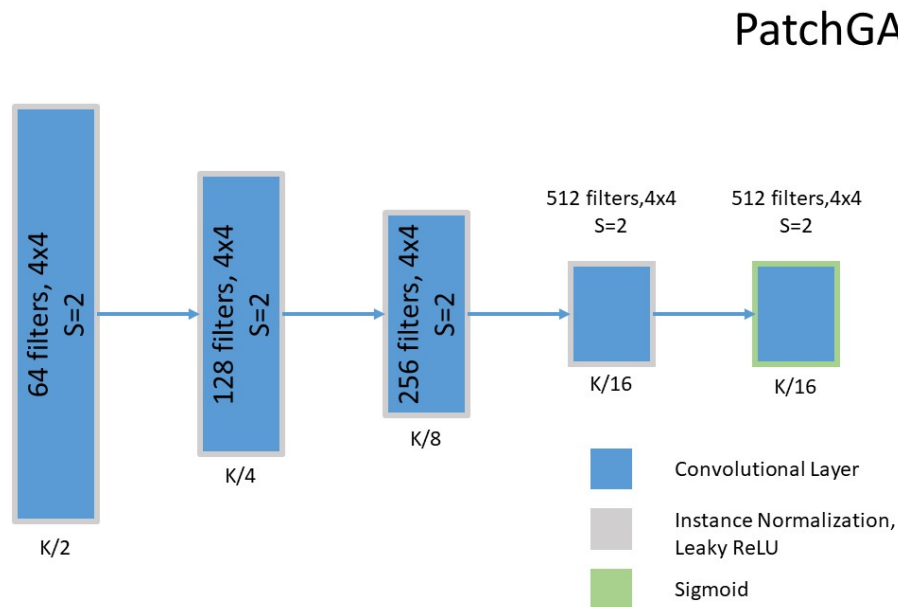 PatchGA
64 filters, 4x4
S=2
K/2
128 filters, 4x4
S=2
K/4
256 filters, 4x4
S=2
K/8
512 filters,4x4
S=2
K/16
512 filters,4x4
S=2
K/16
Convolutional Layer
Instance Normalization,
Leaky ReLU
Sigmoid